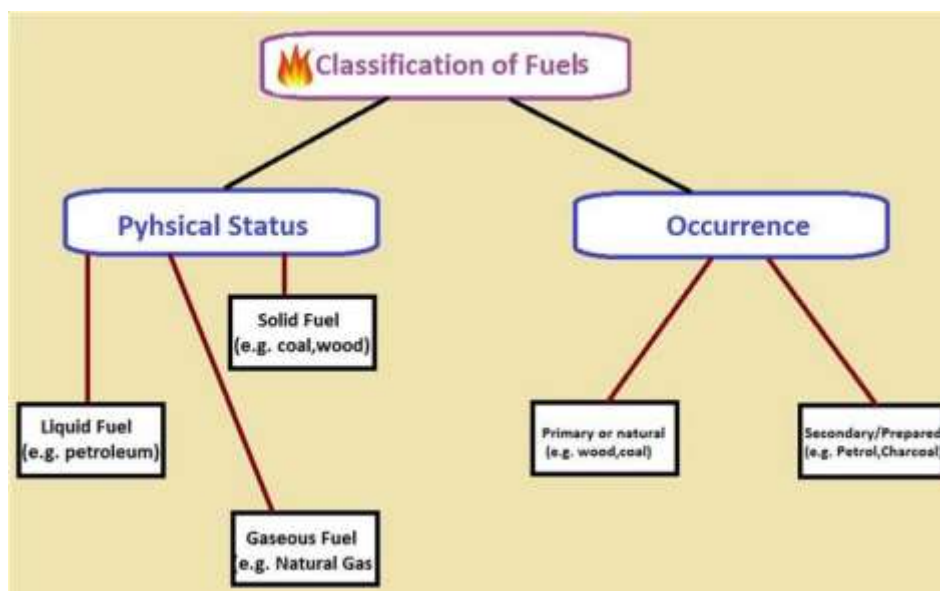 Classification of Fuels
Pyhsical Status
Occurrence
Solid Fuel
(e.g. coal,wood)
Liquid Fuel
(e.g. petroleum)
Gaseous Fuel
(e.g. Natural Gas
Primary or natural
(e.g. wood,coal)
Secondary/Prepared
(e.g. Petrol,Charcoal)